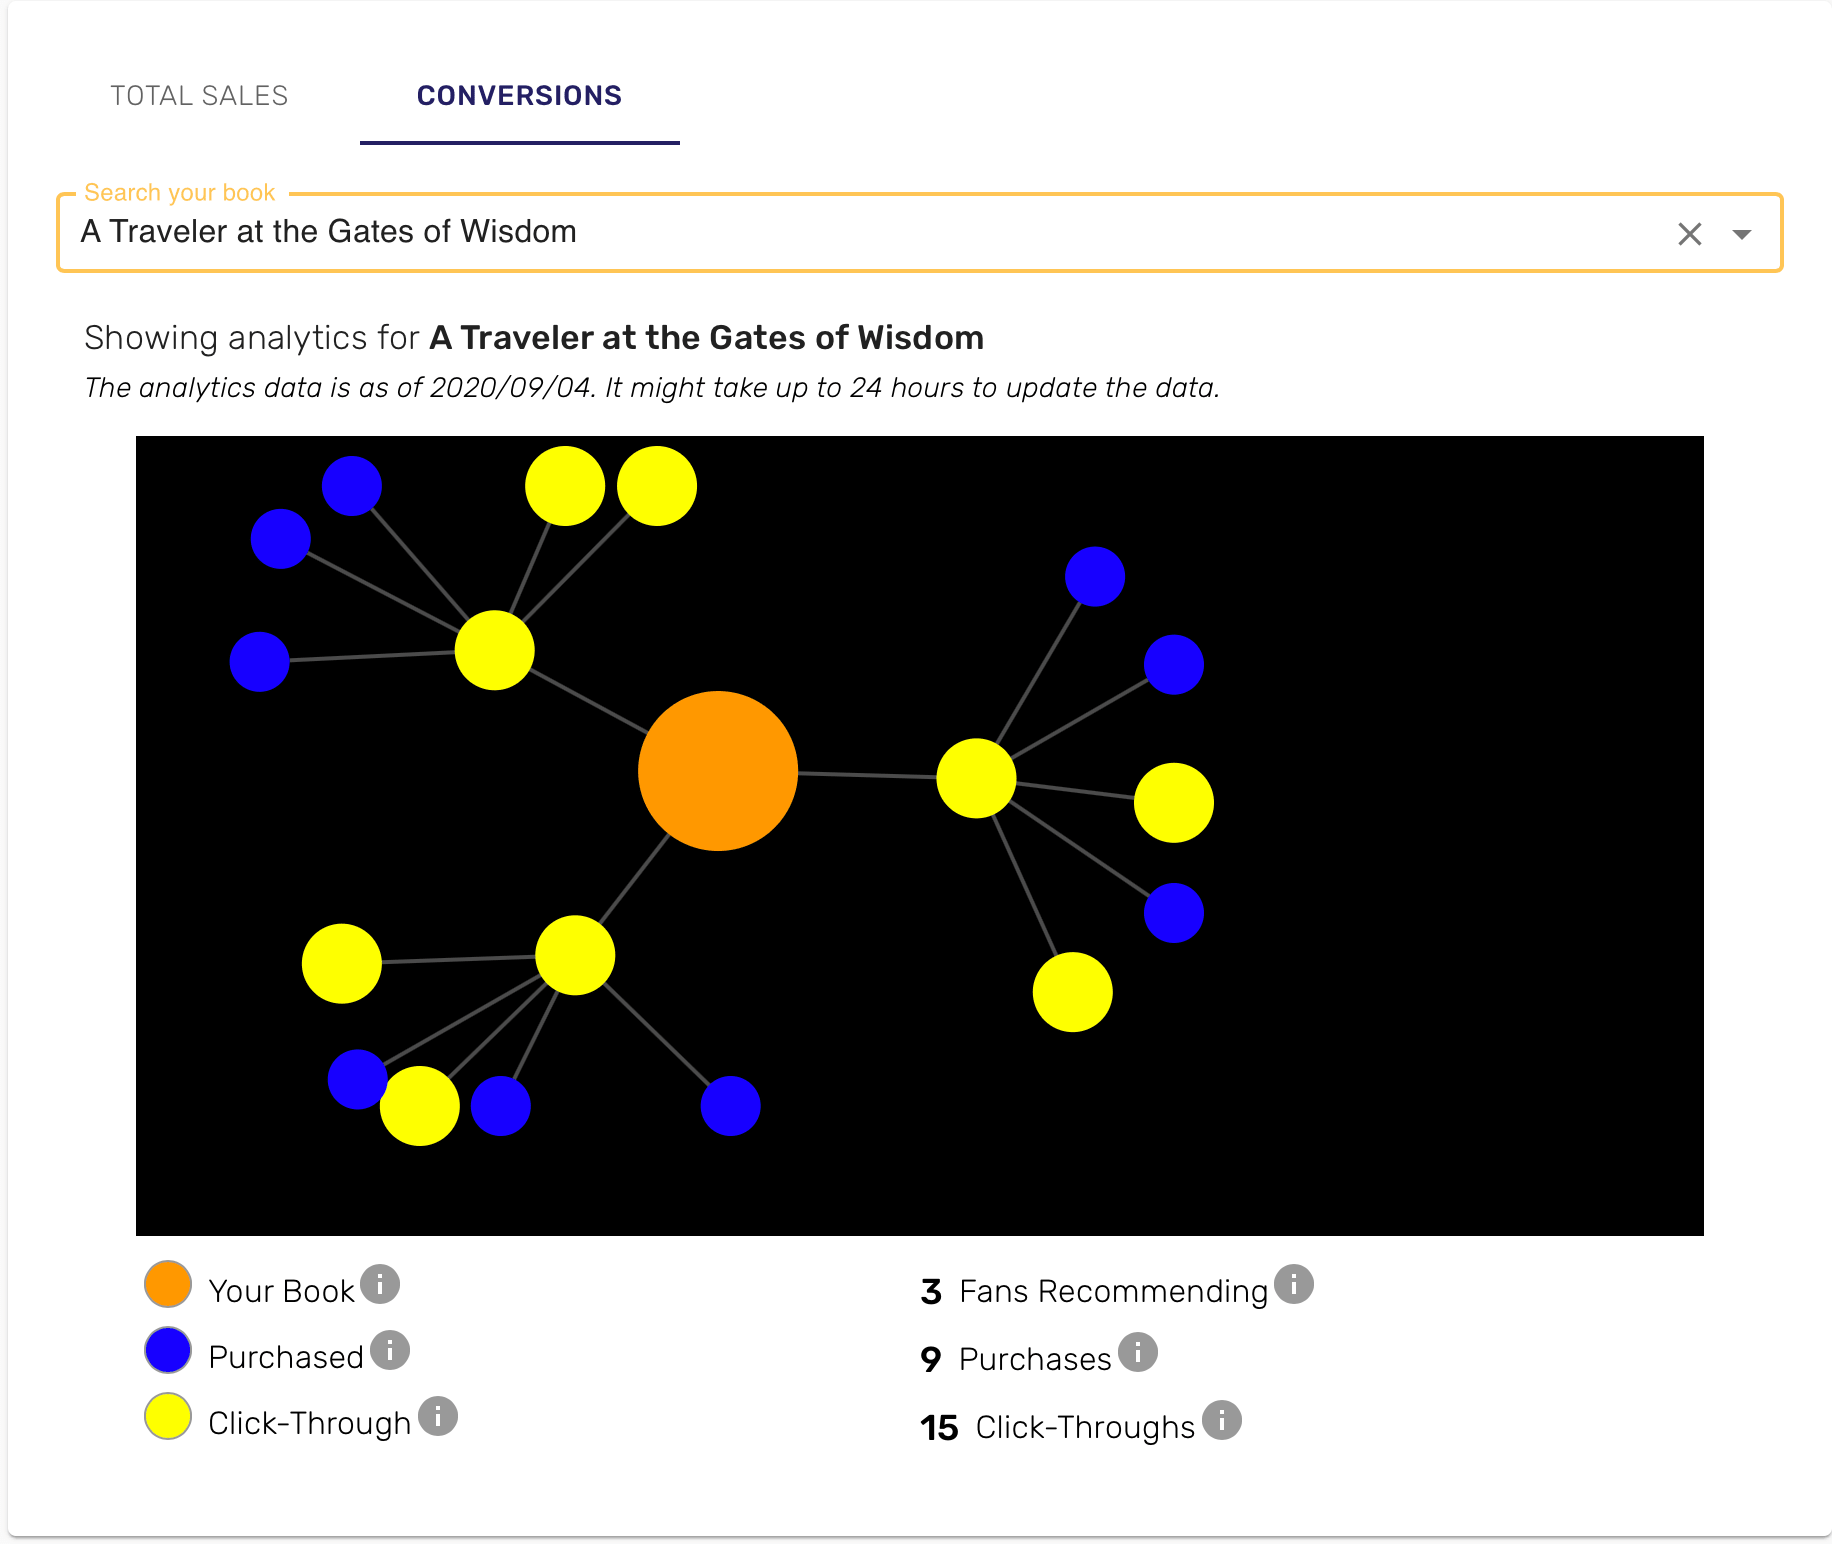 TOTAL SALES
CONVERSIONS
Search your book
A Traveler at the Gates of Wisdom
Showing analytics for A Traveler at the Gates of Wisdom
The analytics data is as of 2020/09/04. It might take up to 24 hours to update the data.
Your Book
Purchased
Click-Through
3 Fans Recommending
9 Purchases
15 Click-Throughs